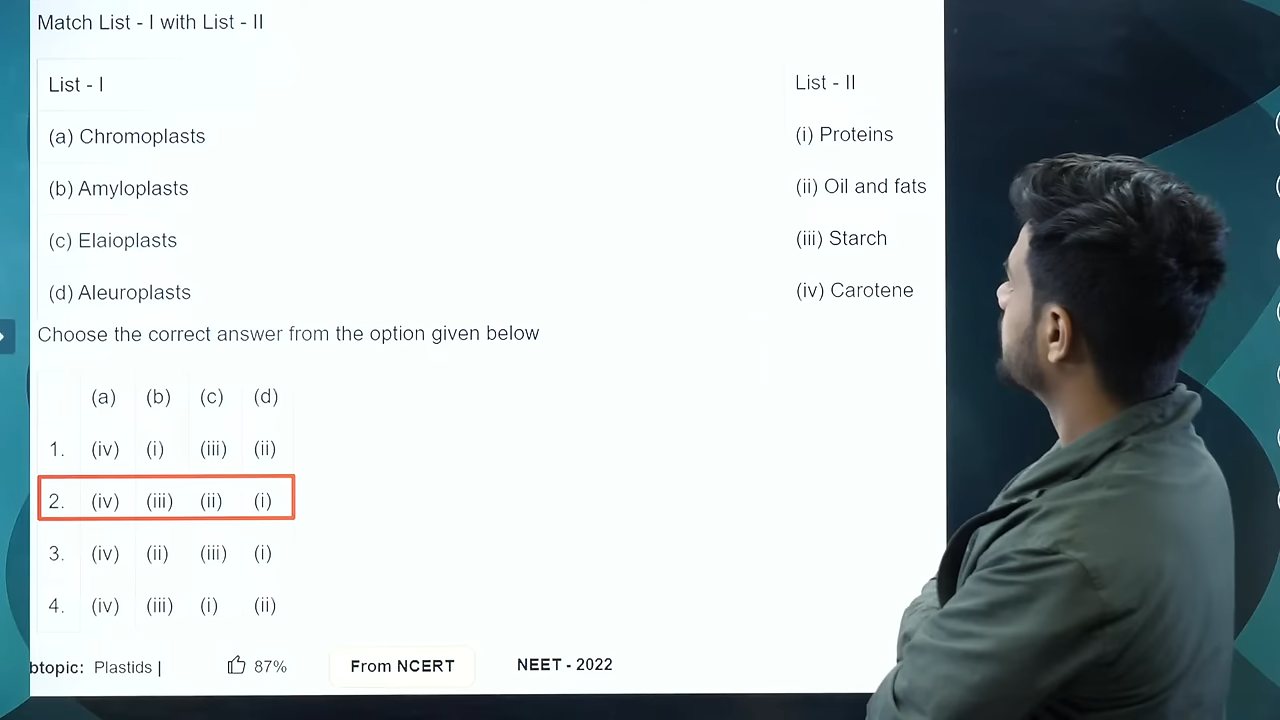 Match List - I with List - II
List - I
List - II
(a) Chromoplasts
(i) Proteins
(b) Amyloplasts
(ii) Oil and fats
(c) Elaioplasts
(iii) Starch
(d) Aleuroplasts
(iv) Carotene
Choose the correct answer from the option given below
(a) (b) (c) (d)
1. (iv) (i) (iii) (ii)
2. (iv) (iii) (ii) (i)
3. (iv) (ii) (iii) (i)
4. (iv) (iii) (i) (ii)
btopic: Plastids | 87% From NCERT NEET - 2022